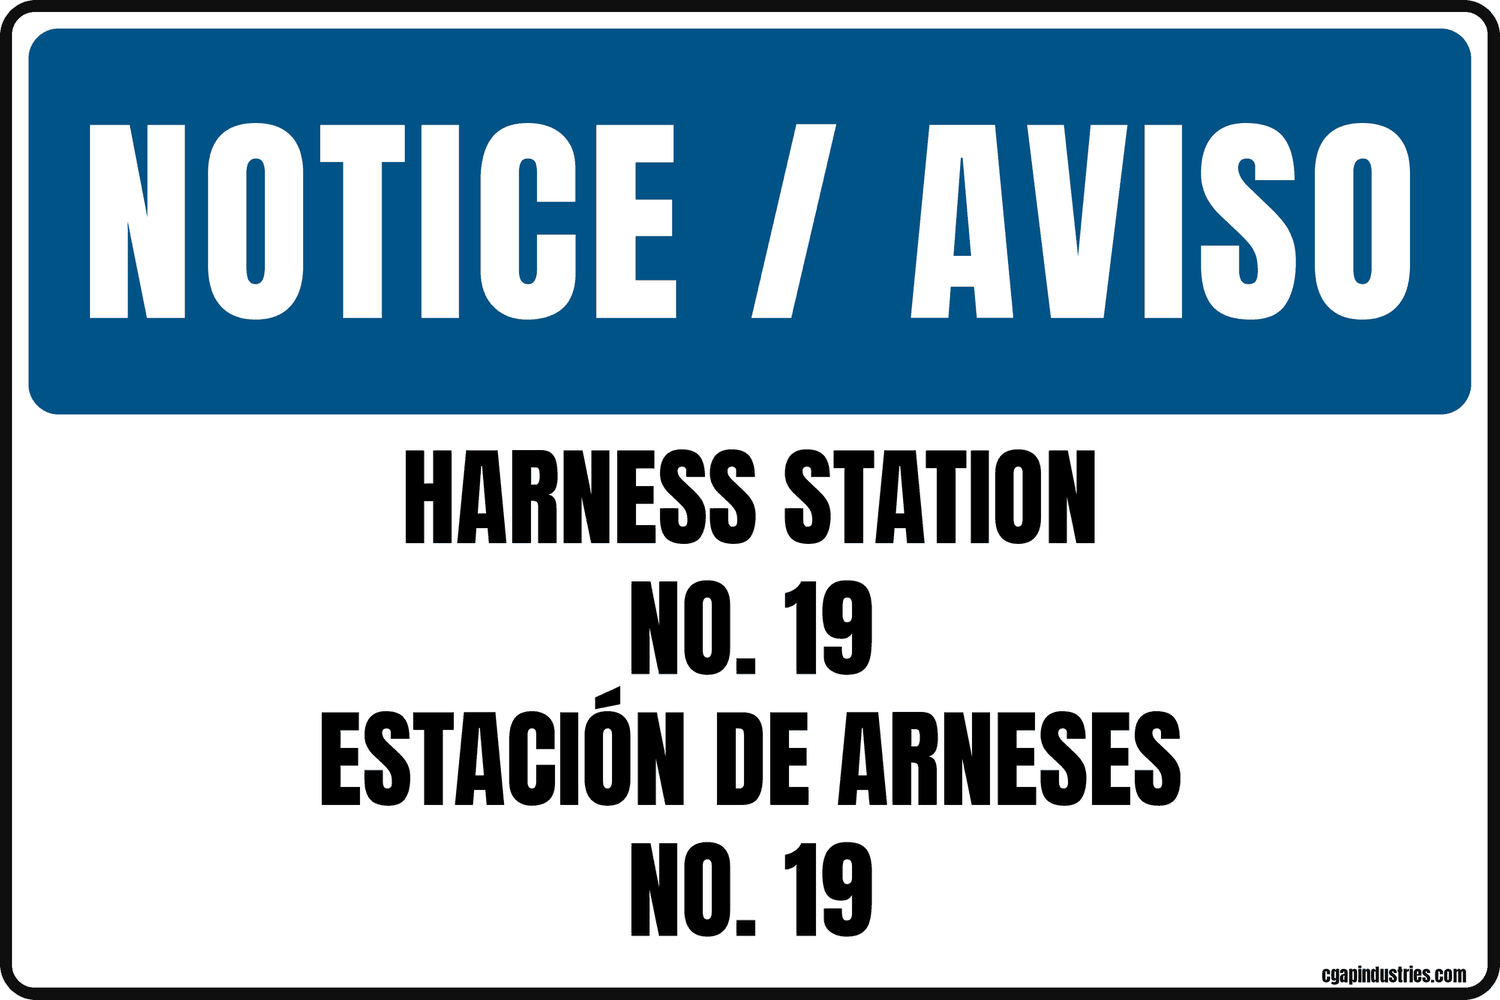 NOTICE / AVISO
HARNESS STATION
NO. 19
ESTACIÓN DE ARNESES
NO. 19
cgapindustries.com